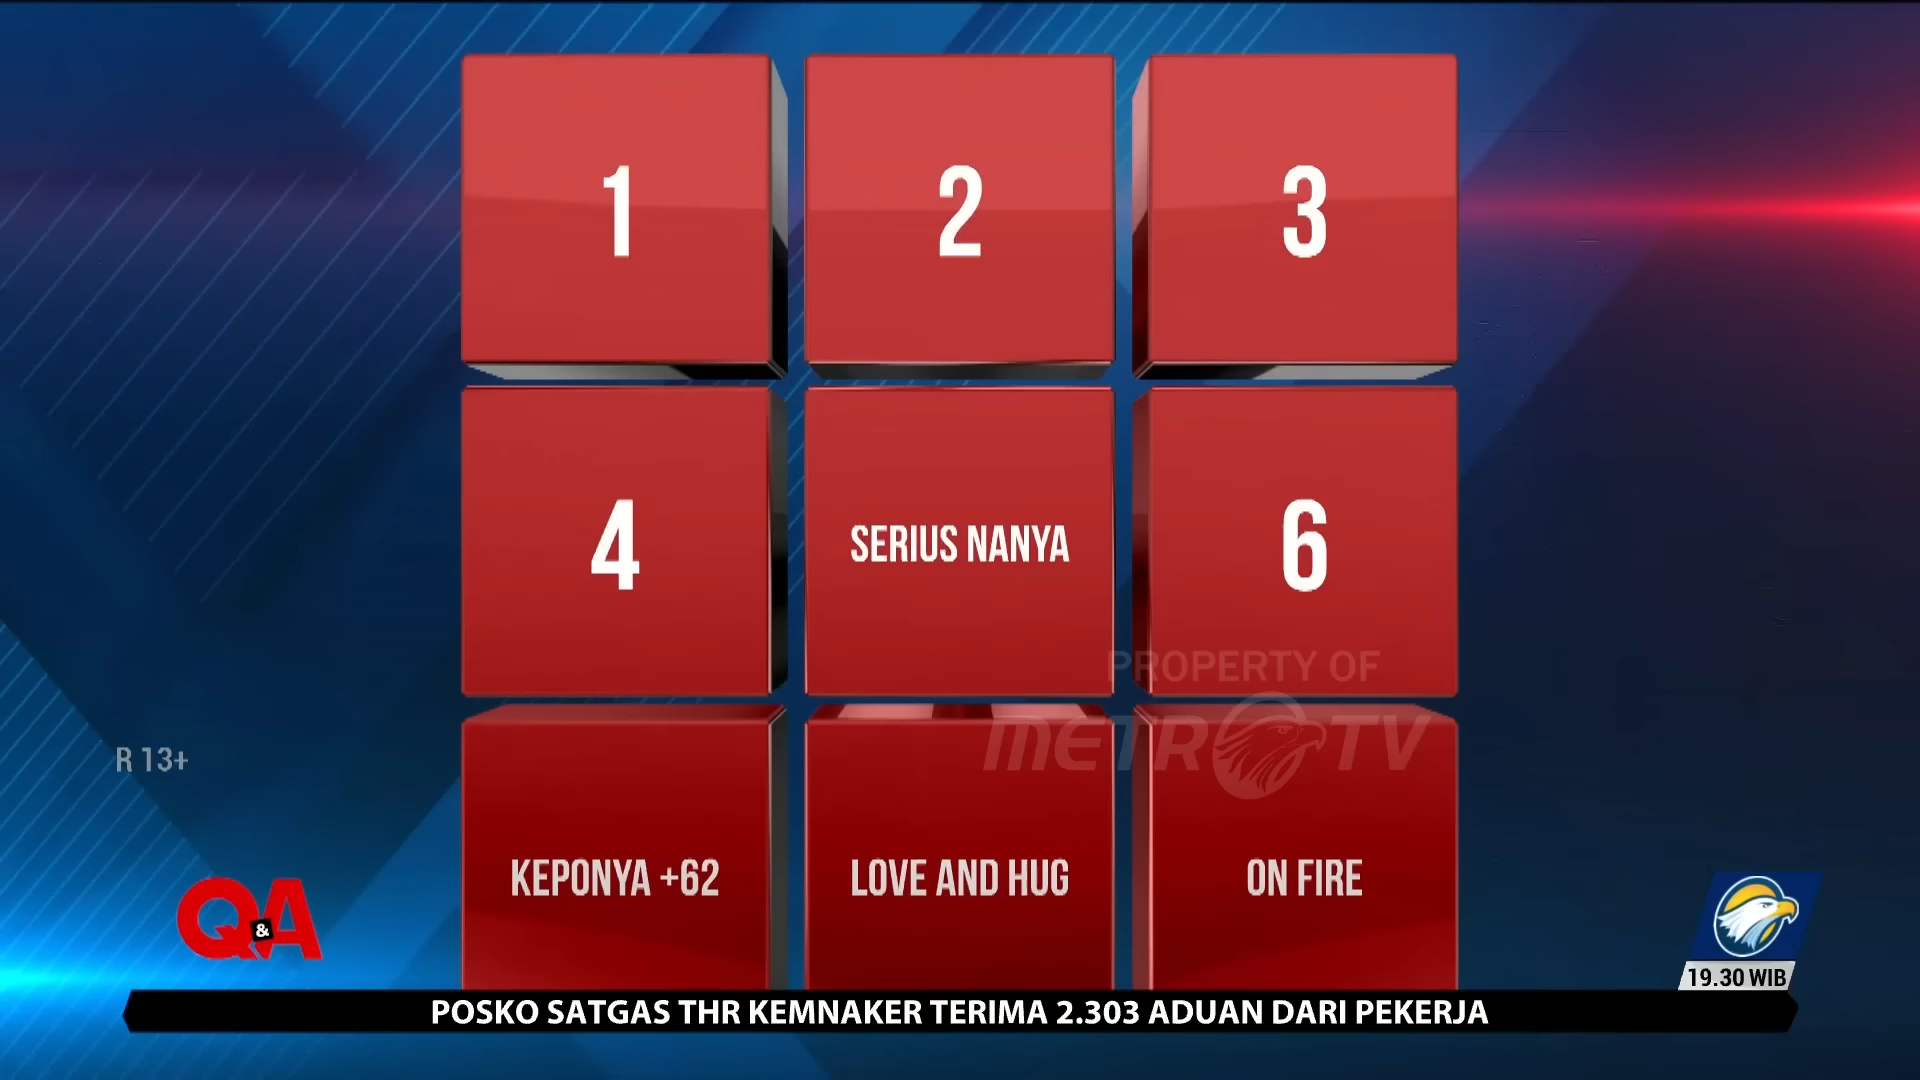 1
2
3
4
SERIUS NANYA
6
PROPERTY OF
METRO TV
R 13+
KEPONYA +62
LOVE AND HUG
ON FIRE
Q&A
19.30 WIB
POSKO SATGAS THR KEMNAKER TERIMA 2.303 ADUAN DARI PEKERJA